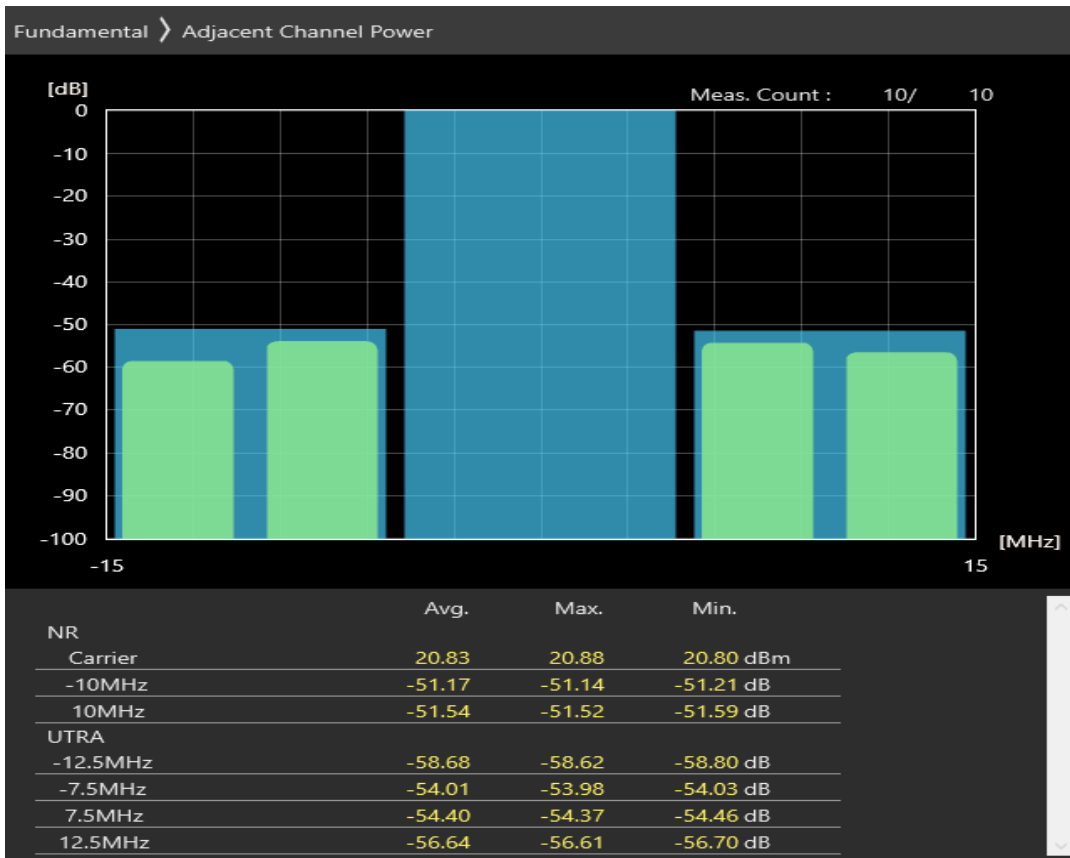 Fundamental 〉 Adjacent Channel Power
[dB]
Meas. Count : 10/ 10
0
-10
-20
-30
-40
-50
-60
-70
-80
-90
-100
[MHz]
-15 15
Avg. Max. Min.
NR
Carrier 20.83 20.88 20.80 dBm
-10MHz -51.17 -51.14 -51.21 dB
10MHz -51.54 -51.52 -51.59 dB
UTRA
-12.5MHz -58.68 -58.62 -58.80 dB
-7.5MHz -54.01 -53.98 -54.03 dB
7.5MHz -54.40 -54.37 -54.46 dB
12.5MHz -56.64 -56.61 -56.70 dB